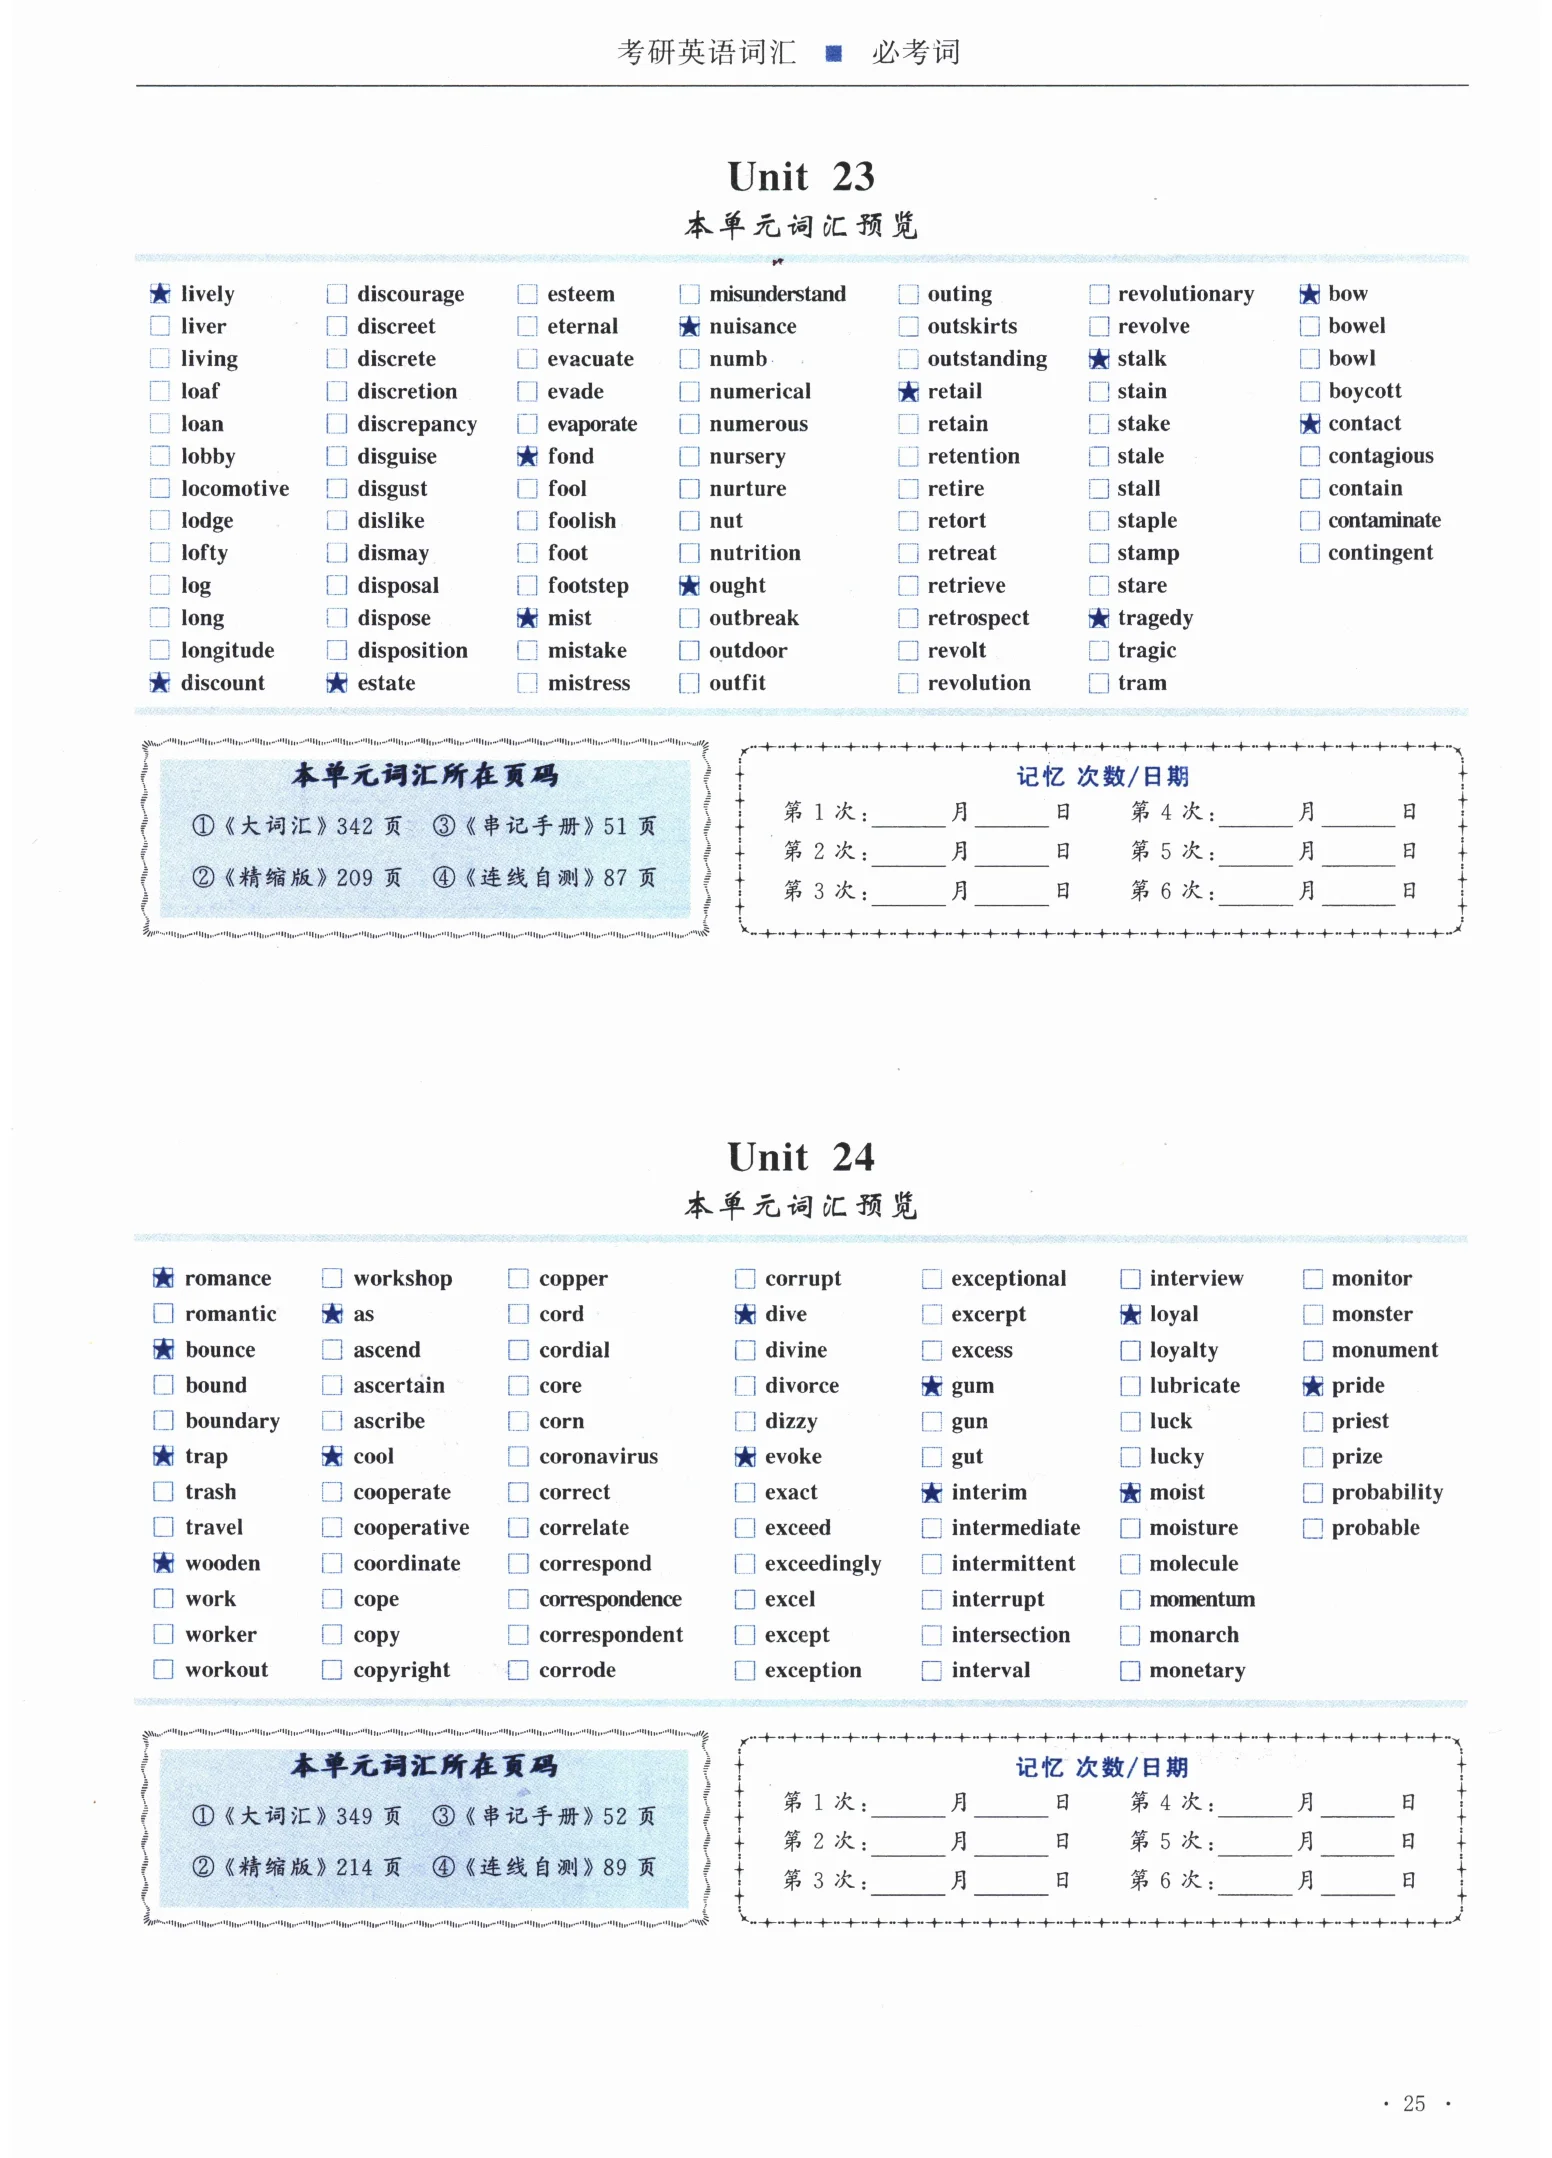 考研英语词汇 ■ 必考词
Unit 23
本单元词汇预览
★ lively □ discourage □ esteem □ misunderstand □ outing □ revolutionary ★ bow
□ liver □ discreet □ eternal ★ nuisance □ outskirts □ revolve □ bowel
□ living □ discrete □ evacuate □ numb □ outstanding ★ stalk □ bowl
□ loaf □ discretion □ evade □ numerical ★ retail □ stain □ boycott
□ loan □ discrepancy □ evaporate □ numerous □ retain □ stake ★ contact
□ lobby □ disguise ★ fond □ nursery □ retention □ stale □ contagious
□ locomotive □ disgust □ fool □ nurture □ retire □ stall □ contain
□ lodge □ dislike □ foolish □ nut □ retort □ staple □ contaminate
□ lofty □ dismay □ foot □ nutrition □ retreat □ stamp □ contingent
□ log □ disposal □ footstep ★ ought □ retrieve □ stare
□ long □ dispose ★ mist □ outbreak □ retrospect ★ tragedy
□ longitude □ disposition □ mistake □ outdoor □ revolt □ tragic
★ discount ★ estate □ mistress □ outfit □ revolution □ tram
本单元词汇所在页码
①《大词汇》342 页 ③《串记手册》51 页
②《精缩版》209 页 ④《连线自测》87 页
记忆 次数/日期
第 1 次:______月______日 第 4 次:______月______日
第 2 次:______月______日 第 5 次:______月______日
第 3 次:______月______日 第 6 次:______月______日
Unit 24
本单元词汇预览
★ romance □ workshop □ copper □ corrupt □ exceptional □ interview □ monitor
□ romantic ★ as □ cord ★ dive □ excerpt ★ loyal □ monster
★ bounce □ ascend □ cordial □ divine □ excess □ loyalty □ monument
□ bound □ ascertain □ core □ divorce ★ gum □ lubricate ★ pride
□ boundary □ ascribe □ corn □ dizzy □ gun □ luck □ priest
★ trap ★ cool □ coronavirus ★ evoke □ gut □ lucky □ prize
□ trash □ cooperate □ correct □ exact ★ interim ★ moist □ probability
□ travel □ cooperative □ correlate □ exceed □ intermediate □ moisture □ probable
★ wooden □ coordinate □ correspond □ exceedingly □ intermittent □ molecule
□ work □ cope □ correspondence □ excel □ interrupt □ momentum
□ worker □ copy □ correspondent □ except □ intersection □ monarch
□ workout □ copyright □ corrode □ exception □ interval □ monetary
本单元词汇所在页码
①《大词汇》349 页 ③《串记手册》52 页
②《精缩版》214 页 ④《连线自测》89 页
记忆 次数/日期
第 1 次:______月______日 第 4 次:______月______日
第 2 次:______月______日 第 5 次:______月______日
第 3 次:______月______日 第 6 次:______月______日
· 25 ·